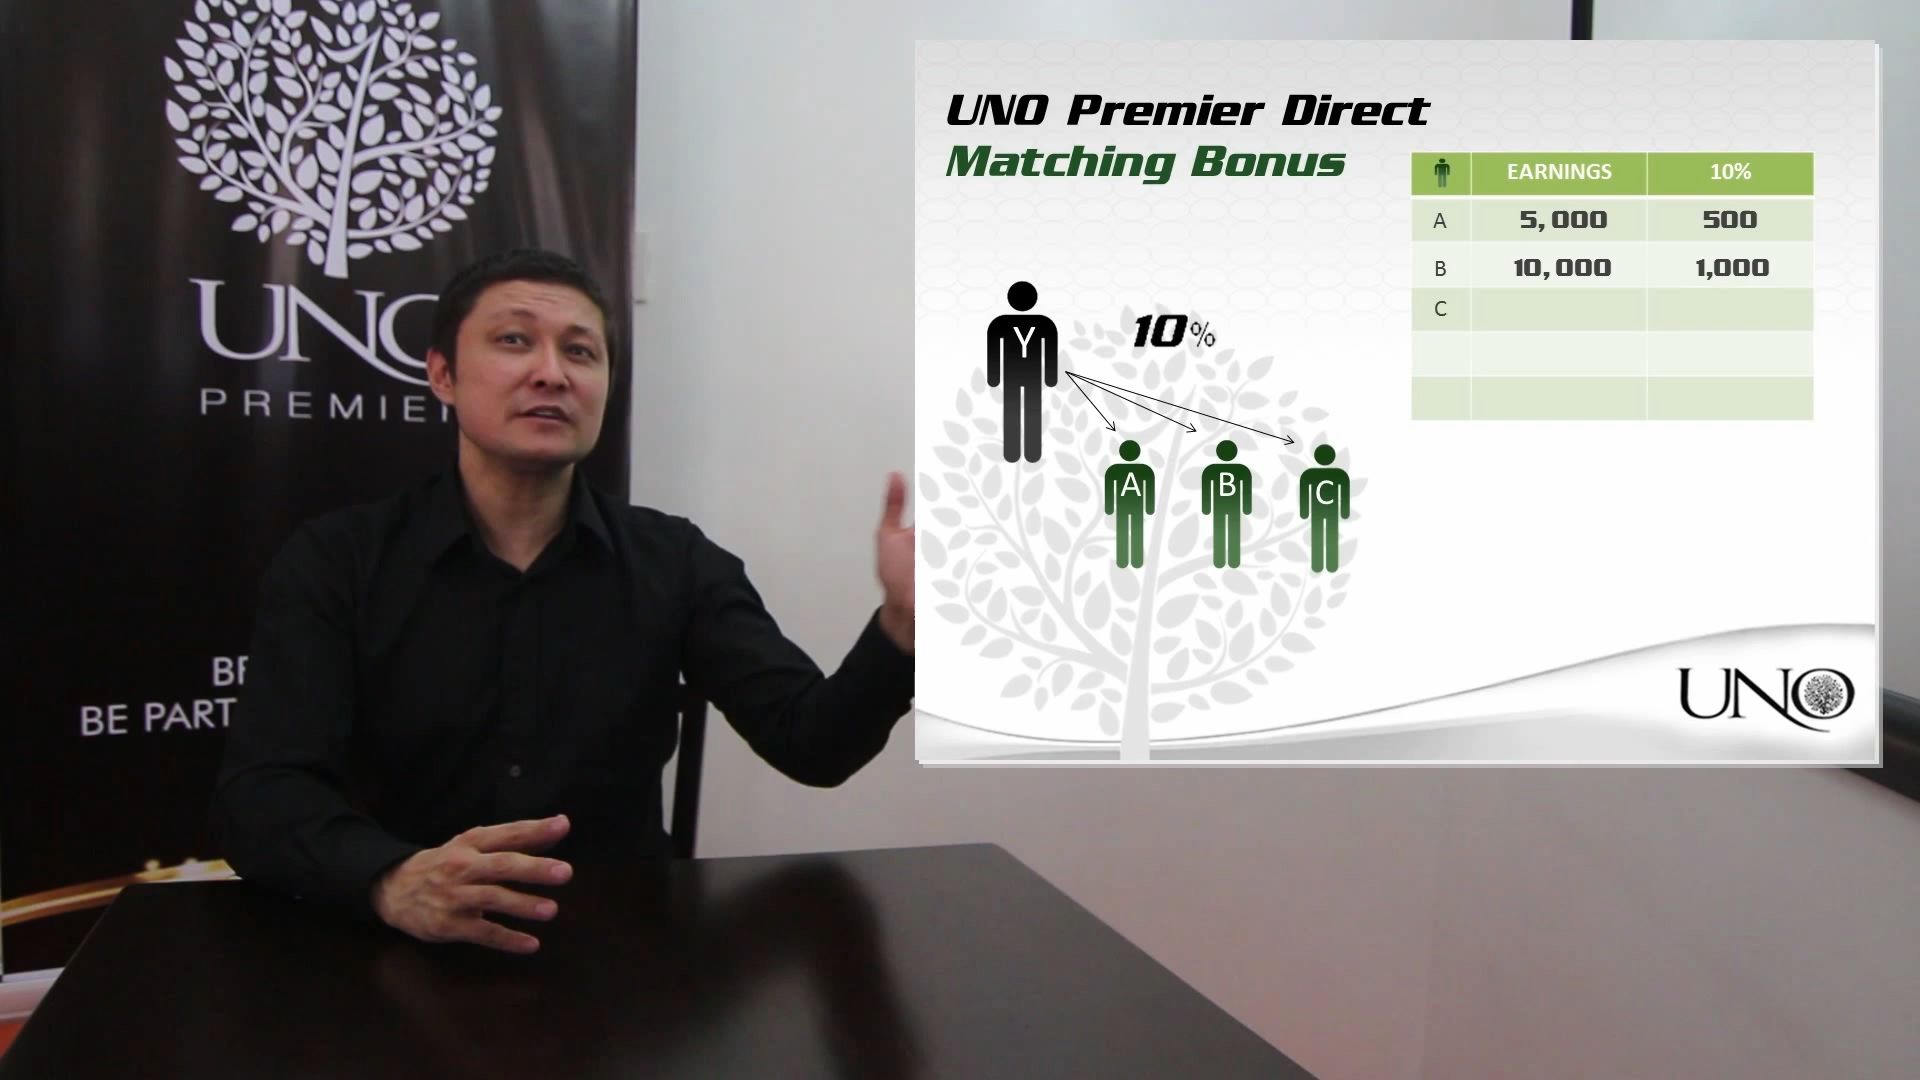 UNO
PREMIER
BE PART
UNO Premier Direct
Matching Bonus
EARNINGS 10%
A 5,000 500
B 10,000 1,000
C
Y
10%
A B C
UNO